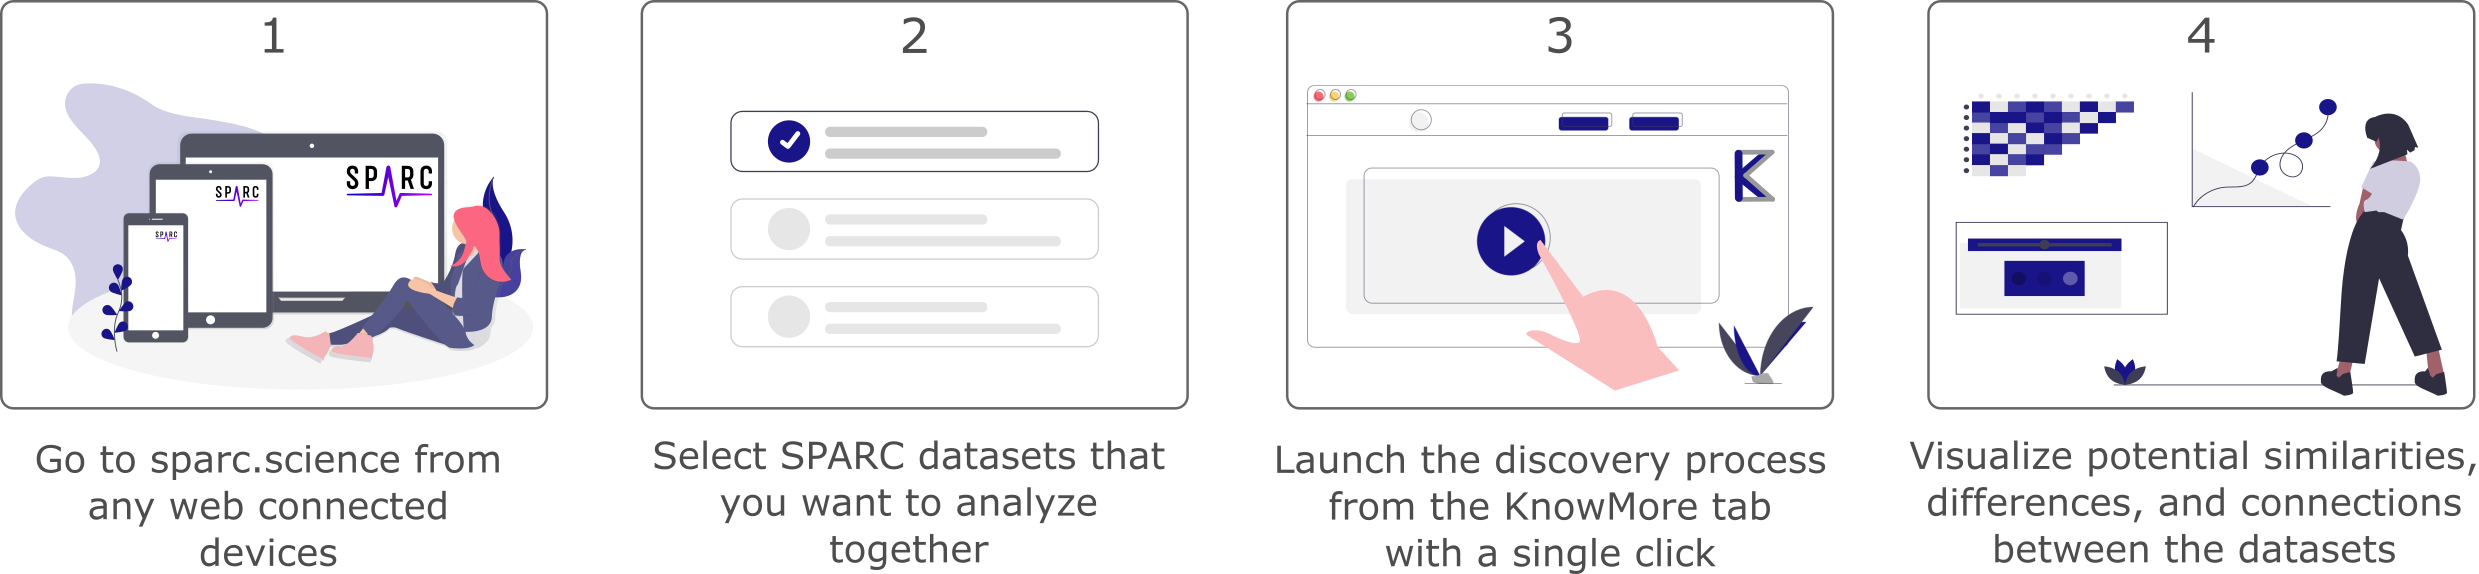 1
SPARC
SPARC
SPARC
Go to sparc.science from
any web connected
devices
2
Select SPARC datasets that
you want to analyze
together
3
K
Launch the discovery process
from the KnowMore tab
with a single click
4
Visualize potential similarities,
differences, and connections
between the datasets